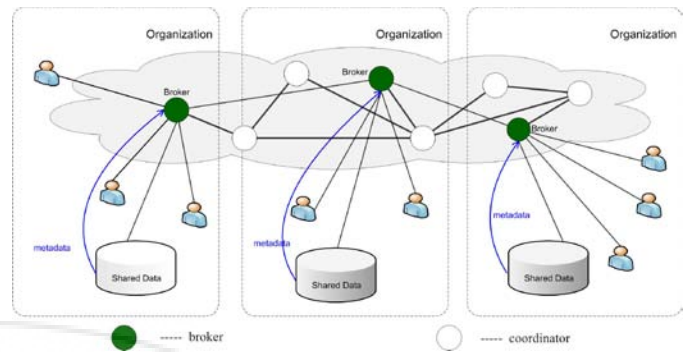 Organization
Organization
Organization
Broker
Broker
Broker
metadata
metadata
metadata
Shared Data
Shared Data
Shared Data
----- broker
---- coordinator